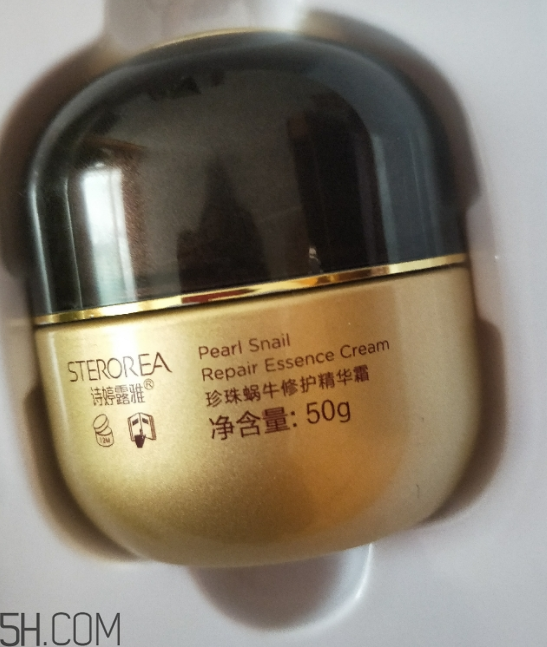 STEROREA
诗婷露雅®
Pearl Snail
Repair Essence Cream
珍珠蜗牛修护精华霜
净含量: 50g
12M
5H.COM